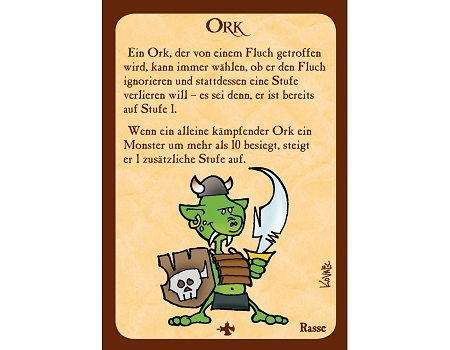 Ork
Ein Ork, der von einem Fluch getroffen
wird, kann immer wählen, ob er den Fluch
ignorieren und stattdessen eine Stufe
verlieren will – es sei denn, er ist bereits
auf Stufe 1.
Wenn ein alleine kämpfender Ork ein
Monster um mehr als 10 besiegt, steigt
er 1 zusätzliche Stufe auf.
Kovalic
Rasse